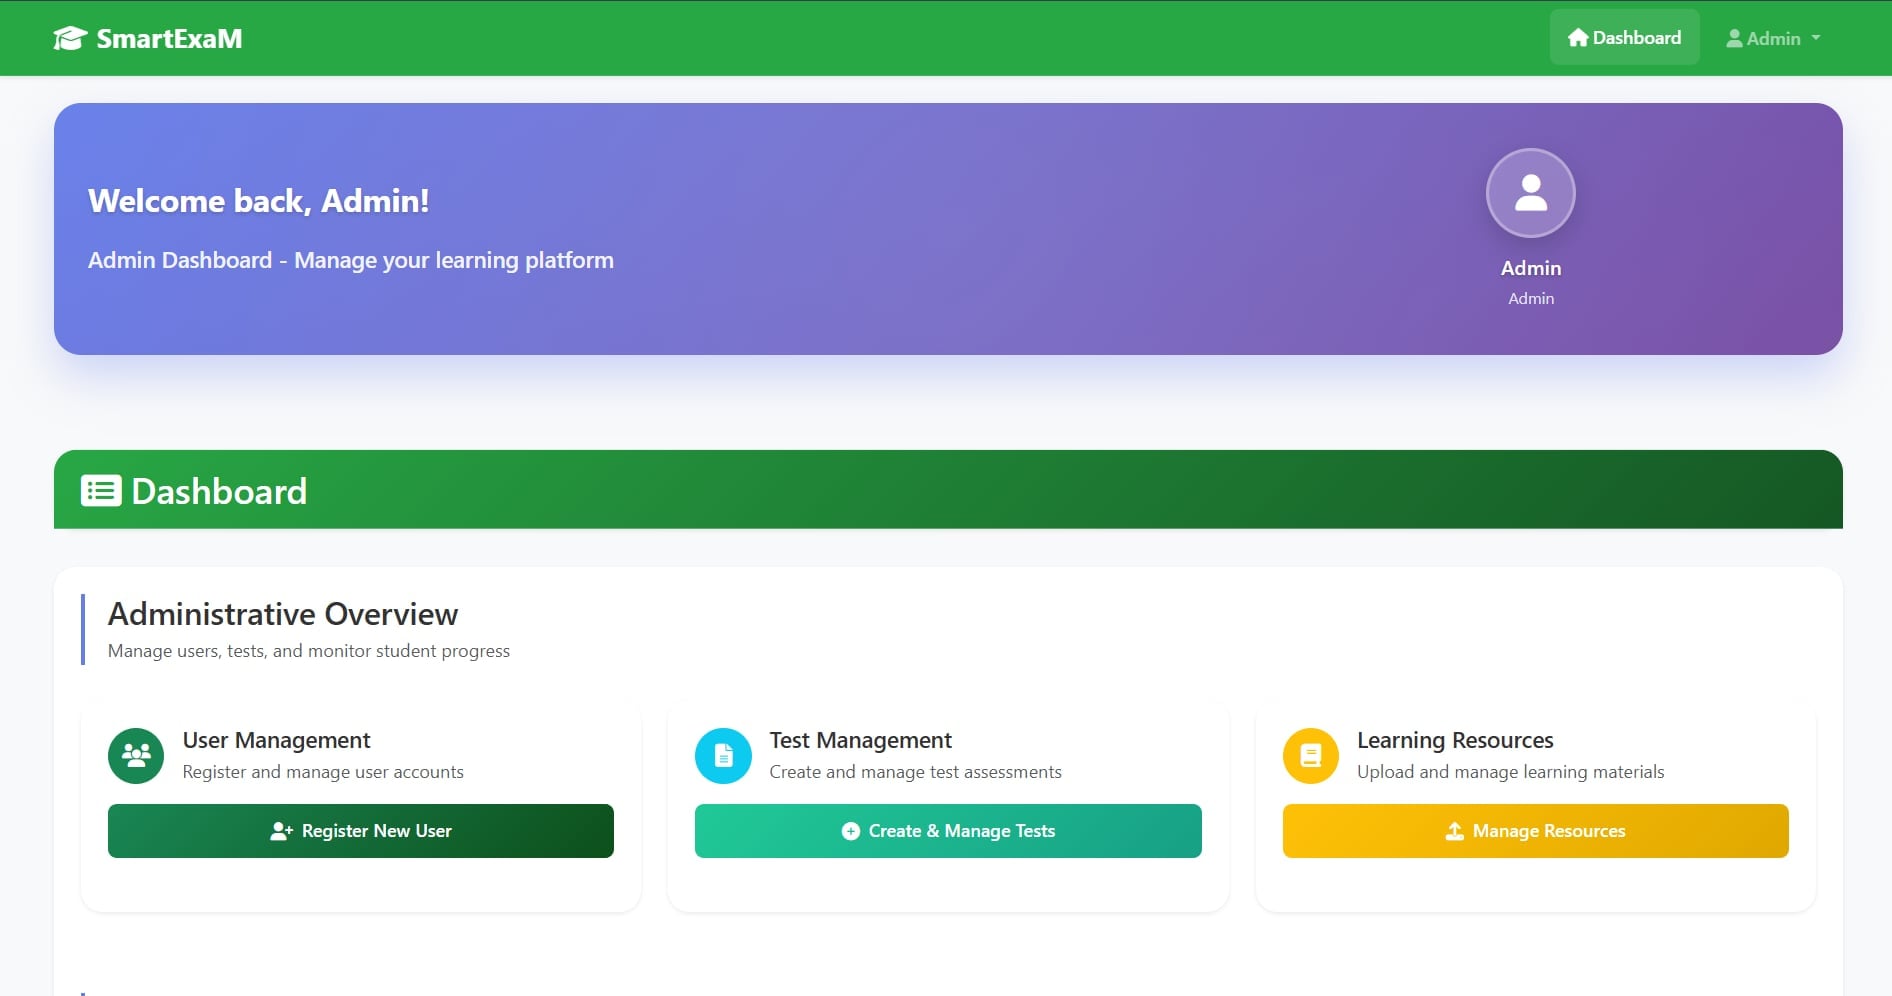 SmartExaM
Dashboard
Admin
Welcome back, Admin!
Admin Dashboard - Manage your learning platform
Admin
Admin
Dashboard
Administrative Overview
Manage users, tests, and monitor student progress
User Management
Register and manage user accounts
Register New User
Test Management
Create and manage test assessments
Create & Manage Tests
Learning Resources
Upload and manage learning materials
Manage Resources